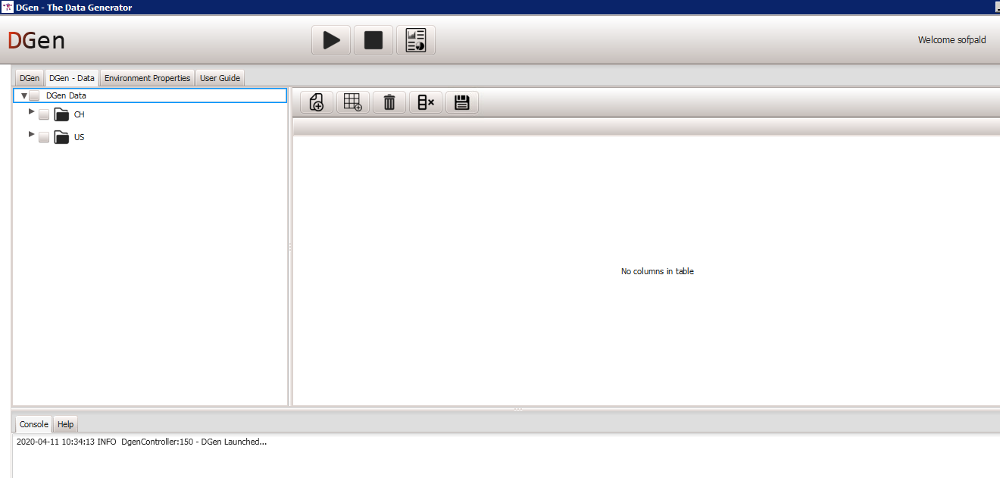 DGen - The Data Generator
DGen
Welcome sofpald
DGen DGen - Data Environment Properties User Guide
DGen Data
CH
US
No columns in table
Console Help
2020-04-11 10:34:13 INFO DgenController:150 - DGen Launched...